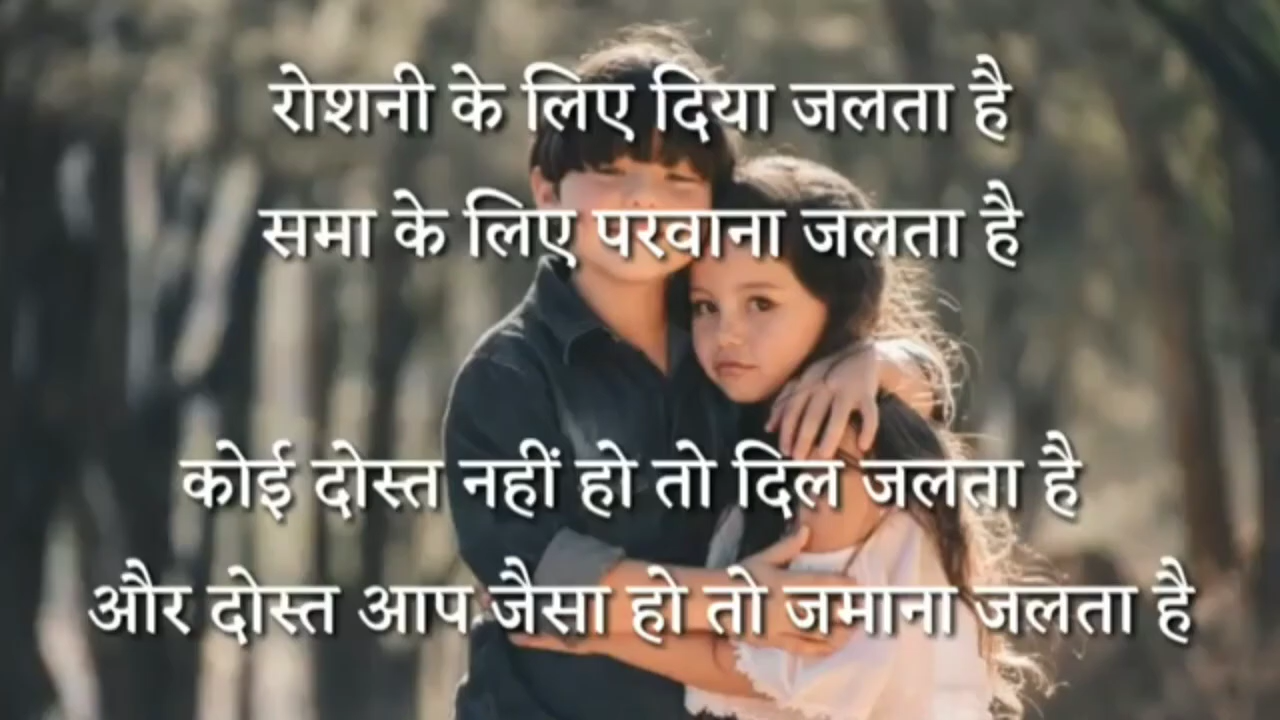 रोशनी के लिए दिया जलता है
समा के लिए परवाना जलता है
कोई दोस्त नहीं हो तो दिल जलता है
और दोस्त आप जैसा हो तो जमाना जलता है